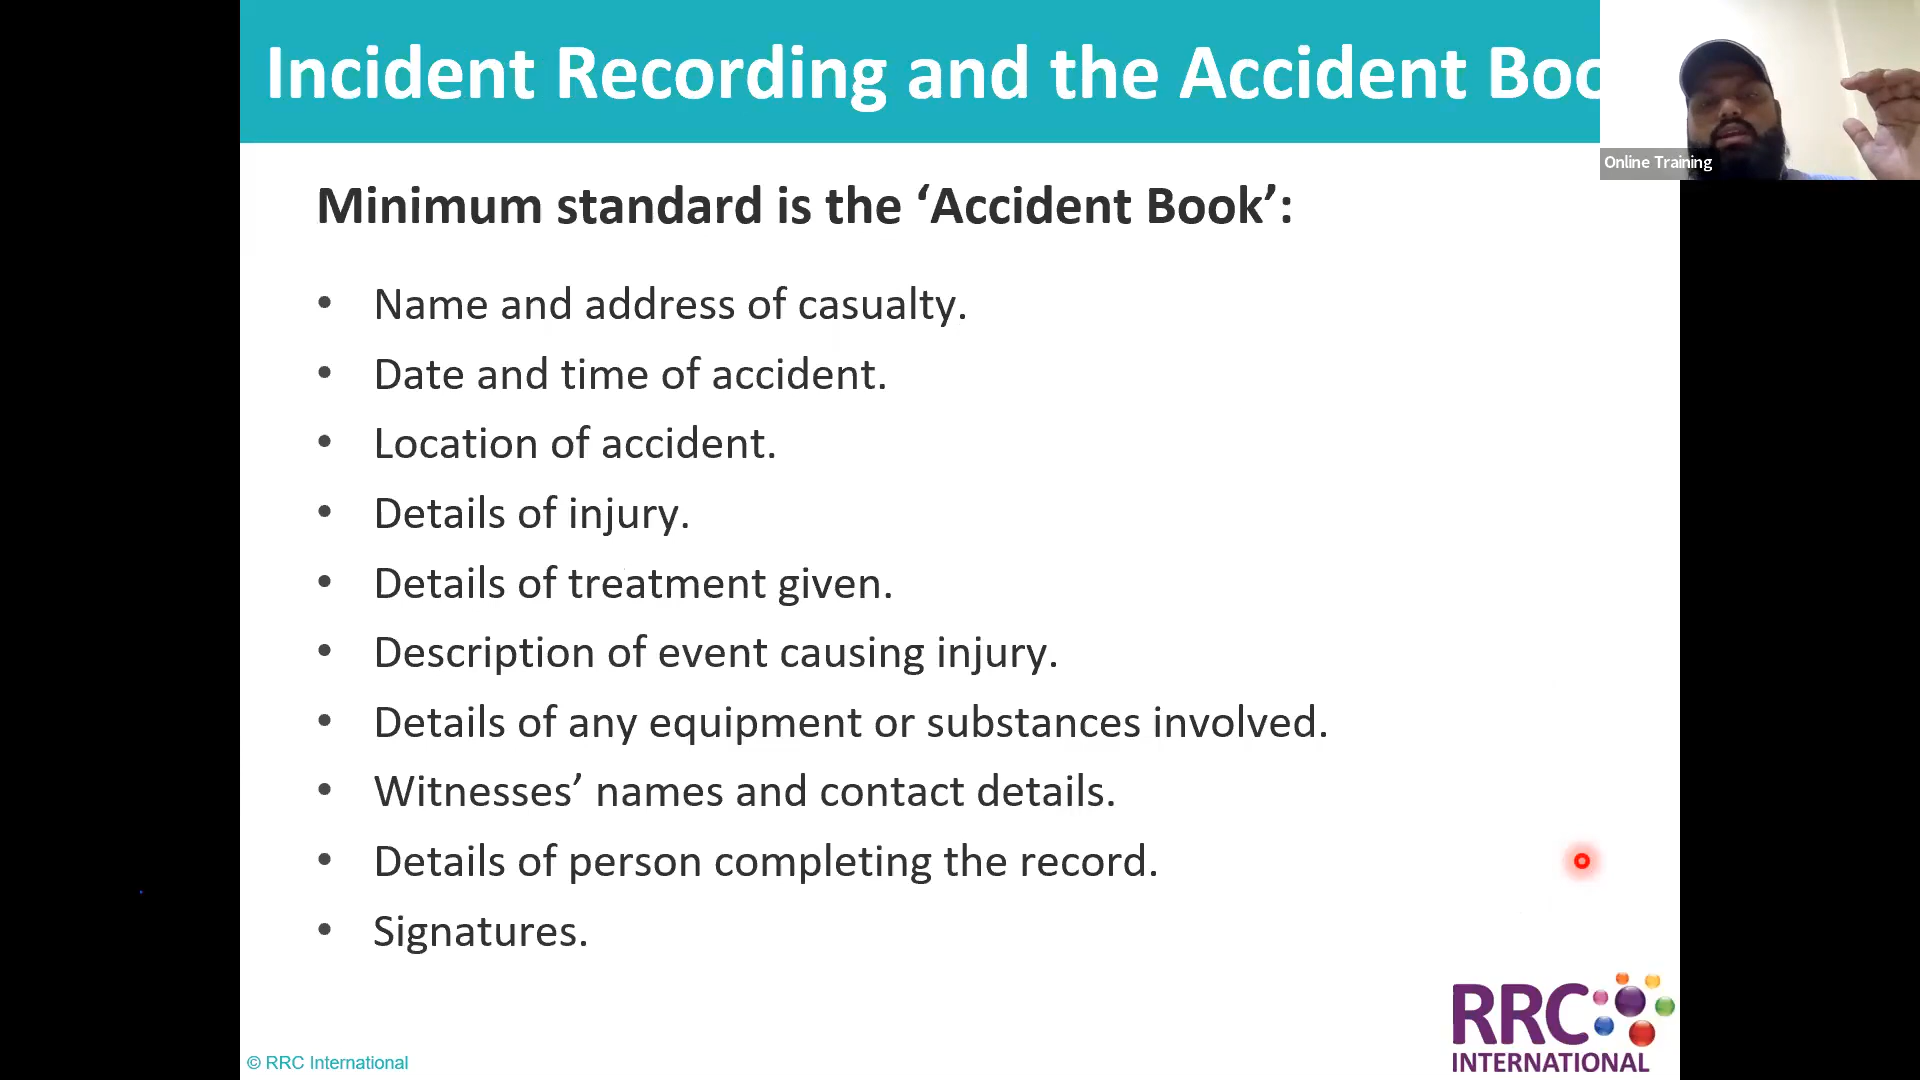 Incident Recording and the Accident Boo
Online Training
Minimum standard is the ‘Accident Book’:
• Name and address of casualty.
• Date and time of accident.
• Location of accident.
• Details of injury.
• Details of treatment given.
• Description of event causing injury.
• Details of any equipment or substances involved.
• Witnesses’ names and contact details.
• Details of person completing the record.
• Signatures.
RRC
INTERNATIONAL
© RRC International